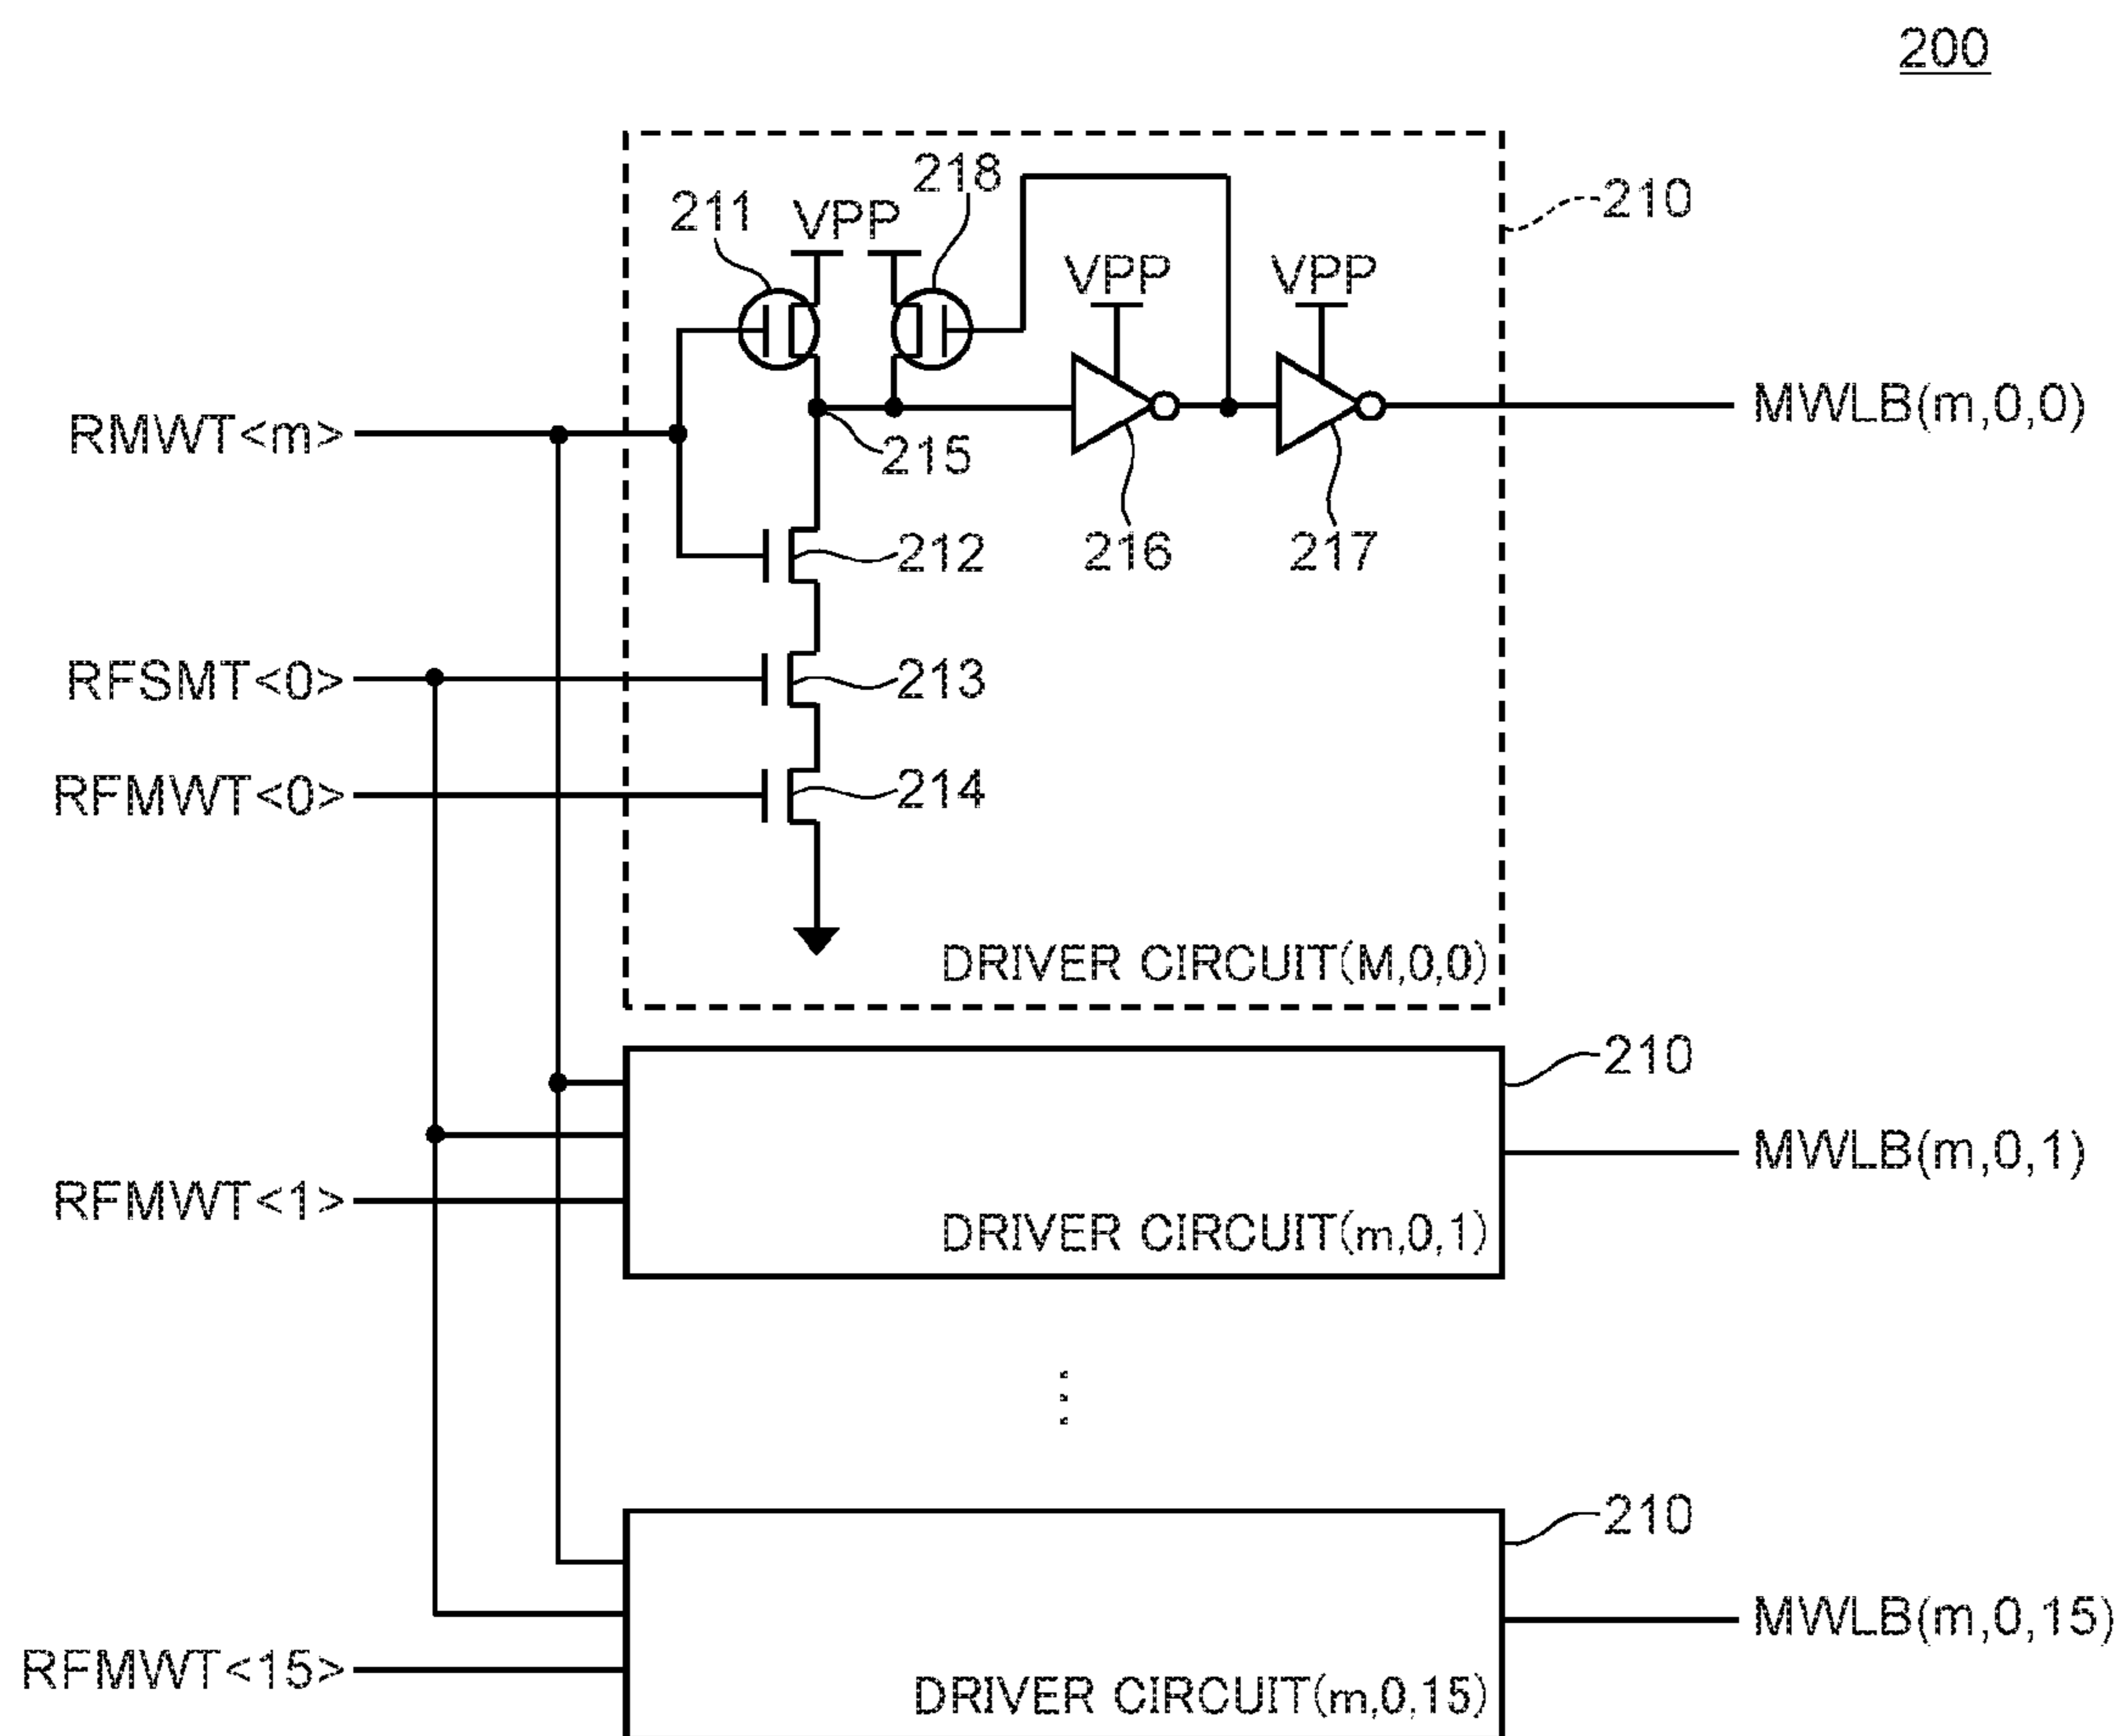 200
218
211
VPP
210
VPP
VPP
RMWT<m>
MWLB(m,0,0)
215
212
216
217
RFSMT<0>
213
RFMWT<0>
214
DRIVER CIRCUIT(M,0,0)
210
MWLB(m,0,1)
RFMWT<1>
DRIVER CIRCUIT(m,0,1)
210
MWLB(m,0,15)
RFMWT<15>
DRIVER CIRCUIT(m,0,15)